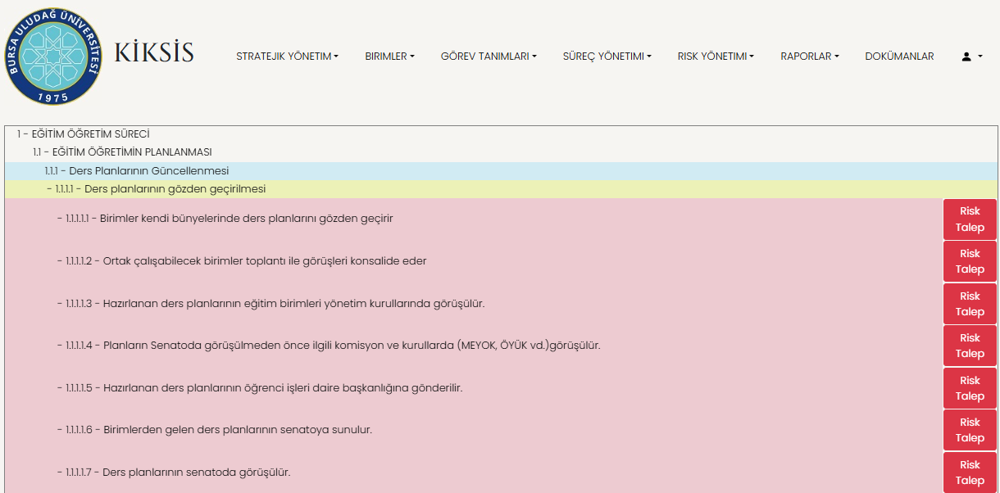 BURSA ULUDAĞ ÜNİVERSİTESİ
1975
KİKSİS
STRATEJIK YÖNETIM
BIRIMLER
GÖREV TANIMLARI
SÜREÇ YÖNETIMI
RISK YÖNETIMI
RAPORLAR
DOKÜMANLAR
1 - EĞİTİM ÖĞRETİM SÜRECİ
1.1 - EĞİTİM ÖĞRETİMİN PLANLANMASI
1.1.1 - Ders Planlarının Güncellenmesi
- 1.1.1.1 - Ders planlarının gözden geçirilmesi
- 1.1.1.1.1 - Birimler kendi bünyelerinde ders planlarını gözden geçirir
Risk
Talep
- 1.1.1.1.2 - Ortak çalışabilecek birimler toplantı ile görüşleri konsalide eder
Risk
Talep
- 1.1.1.1.3 - Hazırlanan ders planlarının eğitim birimleri yönetim kurullarında görüşülür.
Risk
Talep
- 1.1.1.1.4 - Planların Senatoda görüşülmeden önce ilgili komisyon ve kurullarda (MEYOK, ÖYÜK vd.)görüşülür.
Risk
Talep
- 1.1.1.1.5 - Hazırlanan ders planlarının öğrenci işleri daire başkanlığına gönderilir.
Risk
Talep
- 1.1.1.1.6 - Birimlerden gelen ders planlarının senatoya sunulur.
Risk
Talep
- 1.1.1.1.7 - Ders planlarının senatoda görüşülür.
Risk
Talep